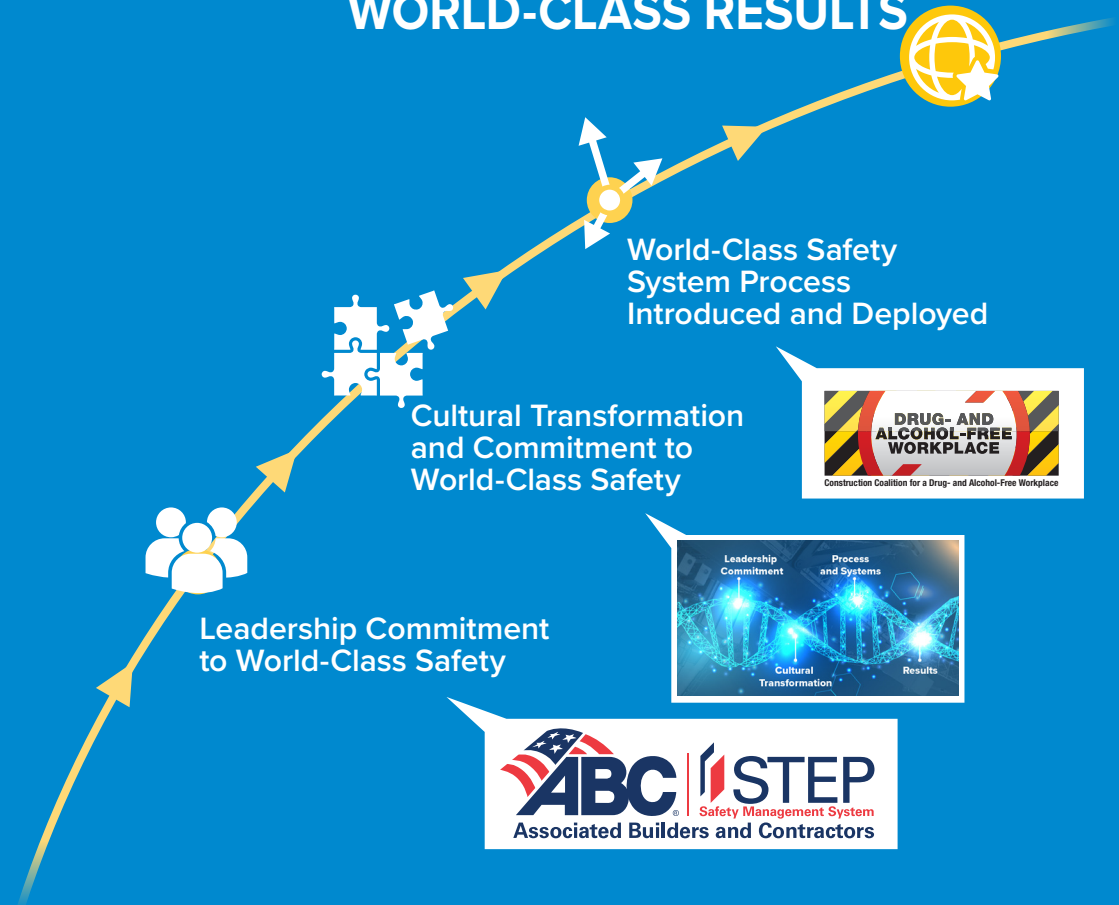 WORLD-CLASS RESULTS
World-Class Safety
System Process
Introduced and Deployed
DRUG- AND
ALCOHOL-FREE
WORKPLACE
Construction Coalition for a Drug- and Alcohol-Free Workplace
Cultural Transformation
and Commitment to
World-Class Safety
Leadership
Commitment
Process
and Systems
Cultural
Transformation
Results
Leadership Commitment
to World-Class Safety
ABC® STEP
Safety Management System
Associated Builders and Contractors